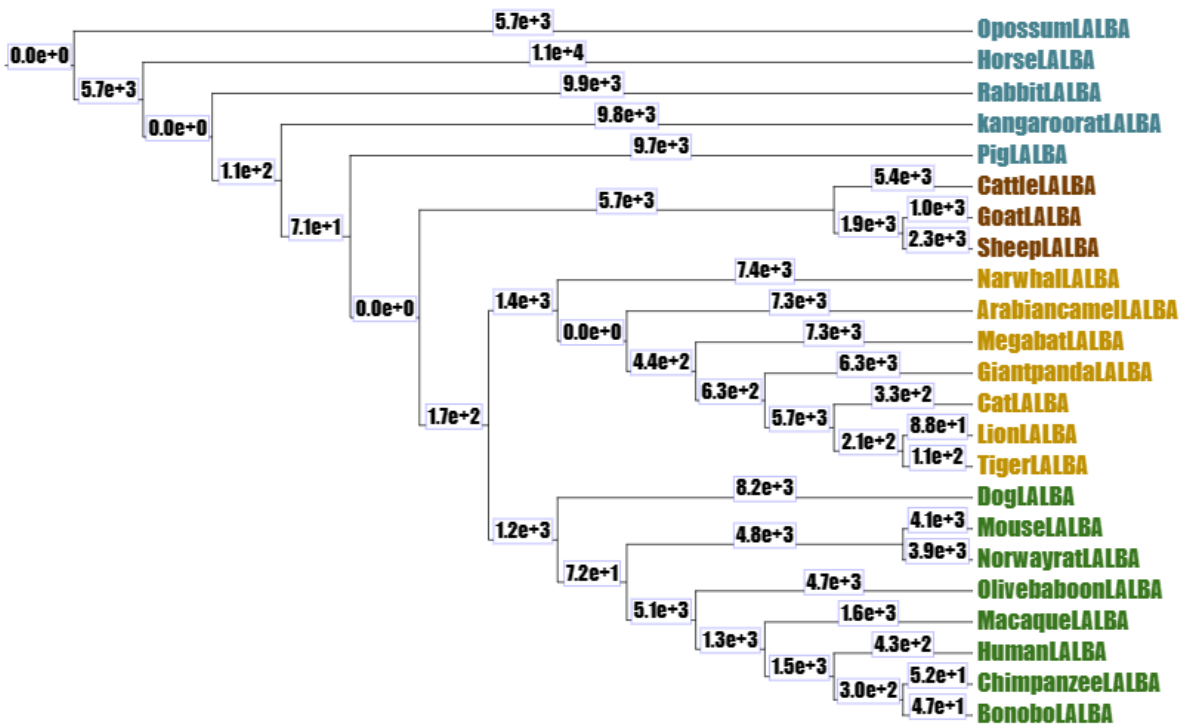 5.7e+3 OpossumLALBA
0.0e+0
1.1e+4 HorseLALBA
5.7e+3
9.9e+3 RabbitLALBA
0.0e+0
9.8e+3 kangarooratLALBA
9.7e+3 PigLALBA
1.1e+2
5.4e+3 CattleLALBA
5.7e+3
1.0e+3 GoatLALBA
7.1e+1
1.9e+3
2.3e+3 SheepLALBA
7.4e+3 NarwhalLALBA
1.4e+3
0.0e+0
7.3e+3 ArabiancamelLALBA
0.0e+0
7.3e+3 MegabatLALBA
4.4e+2
6.3e+3 GiantpandaLALBA
6.3e+2
3.3e+2 CatLALBA
1.7e+2
5.7e+3
8.8e+1 LionLALBA
2.1e+2
1.1e+2 TigerLALBA
8.2e+3 DogLALBA
1.2e+3
4.8e+3
4.1e+3 MouseLALBA
3.9e+3 NorwayratLALBA
7.2e+1
4.7e+3 OlivebaboonLALBA
5.1e+3
1.6e+3 MacaqueLALBA
1.3e+3
4.3e+2 HumanLALBA
1.5e+3
5.2e+1 ChimpanzeeLALBA
3.0e+2
4.7e+1 BonoboLALBA